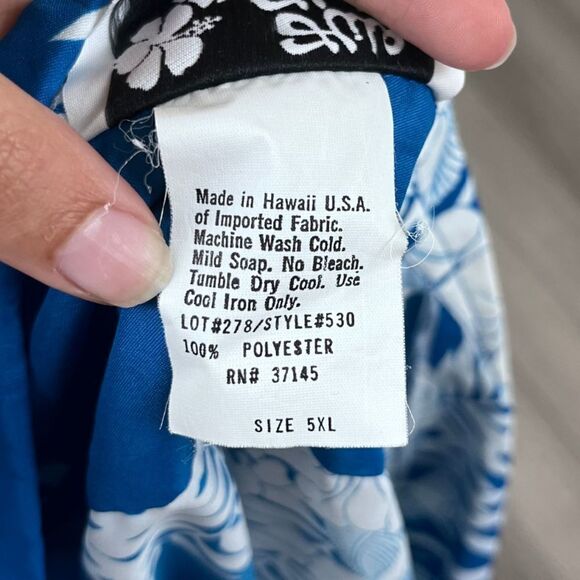 Made in Hawaii U.S.A.
of Imported Fabric.
Machine Wash Cold.
Mild Soap. No Bleach.
Tumble Dry Cool. Use
Cool Iron Only.
LOT#278/STYLE#530
100% POLYESTER
RN# 37145
SIZE 5XL